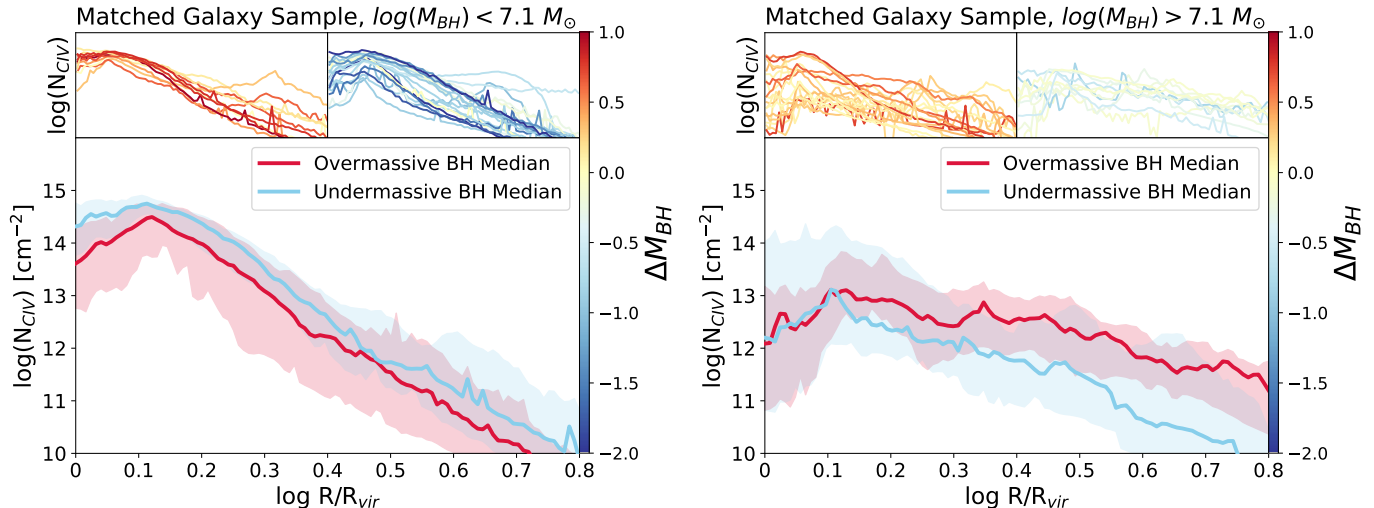 Matched Galaxy Sample, log(M_BH) < 7.1 M_⊙
log(N_CIV)
1.0
0.5
0.0
−0.5
−1.0
−1.5
−2.0
ΔM_BH
Overmassive BH Median
Undermassive BH Median
log(N_CIV) [cm⁻²]
15
14
13
12
11
10
0 0.1 0.2 0.3 0.4 0.5 0.6 0.7 0.8
log R/R_vir
Matched Galaxy Sample, log(M_BH) > 7.1 M_⊙
log(N_CIV)
1.0
0.5
0.0
−0.5
−1.0
−1.5
−2.0
ΔM_BH
Overmassive BH Median
Undermassive BH Median
log(N_CIV) [cm⁻²]
15
14
13
12
11
10
0 0.1 0.2 0.3 0.4 0.5 0.6 0.7 0.8
log R/R_vir